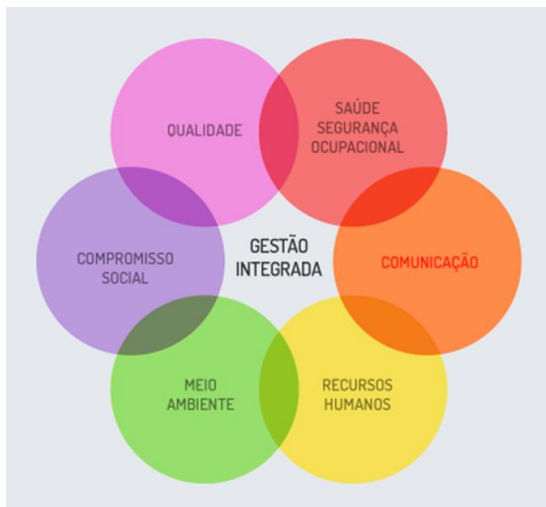 QUALIDADE
SAÚDE
SEGURANÇA
OCUPACIONAL
COMPROMISSO
SOCIAL
GESTÃO
INTEGRADA
COMUNICAÇÃO
MEIO
AMBIENTE
RECURSOS
HUMANOS